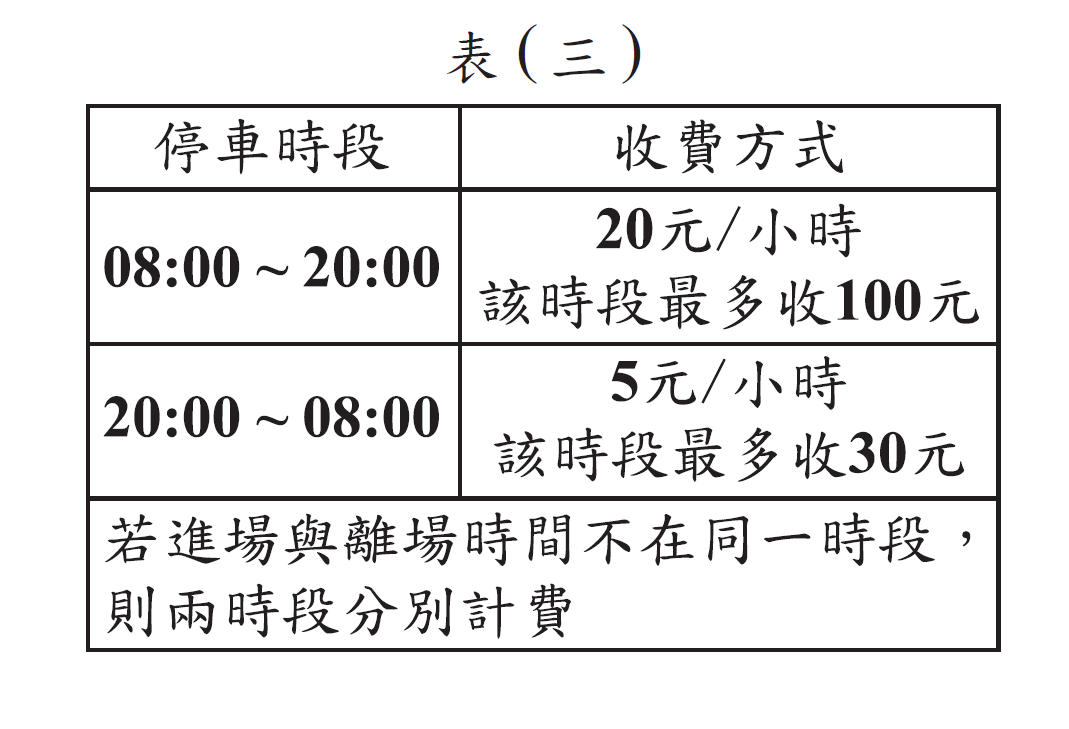 表(三)
停車時段 收費方式
08:00 ~ 20:00
20元/小時
該時段最多收100元
20:00 ~ 08:00
5元/小時
該時段最多收30元
若進場與離場時間不在同一時段，
則兩時段分別計費